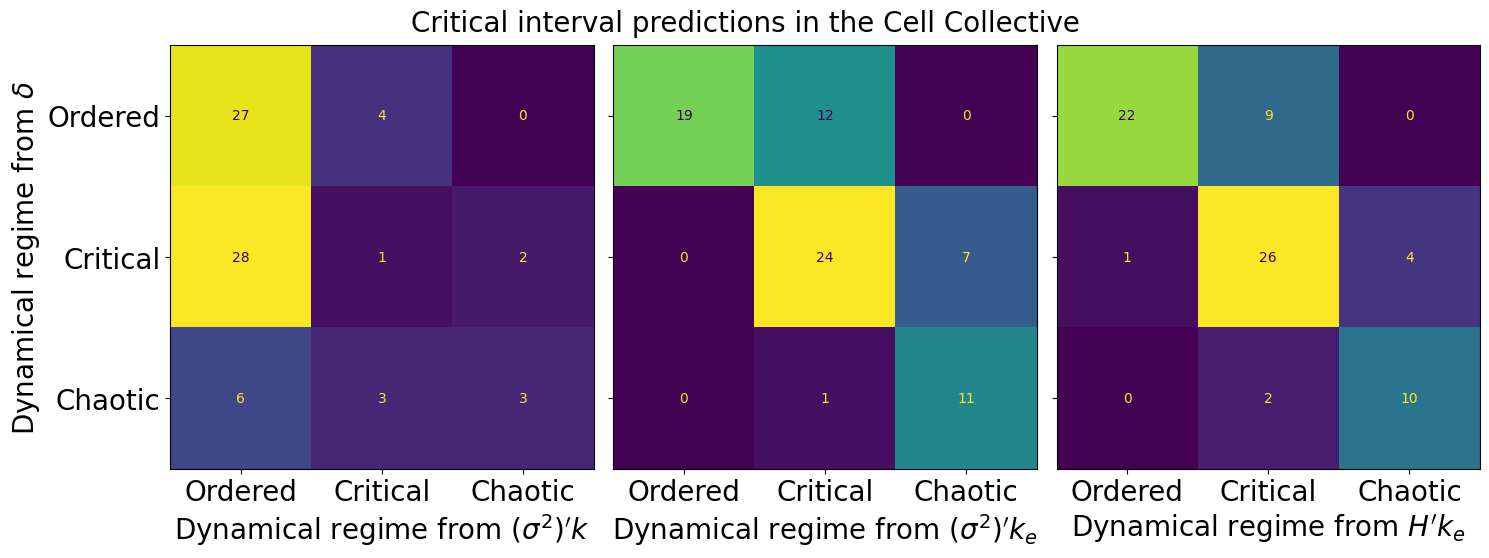 Critical interval predictions in the Cell Collective
Dynamical regime from δ
Ordered
Critical
Chaotic
27 4 0
28 1 2
6 3 3
Ordered Critical Chaotic
Dynamical regime from (σ²)′k
19 12 0
0 24 7
0 1 11
Ordered Critical Chaotic
Dynamical regime from (σ²)′kₑ
22 9 0
1 26 4
0 2 10
Ordered Critical Chaotic
Dynamical regime from H′kₑ